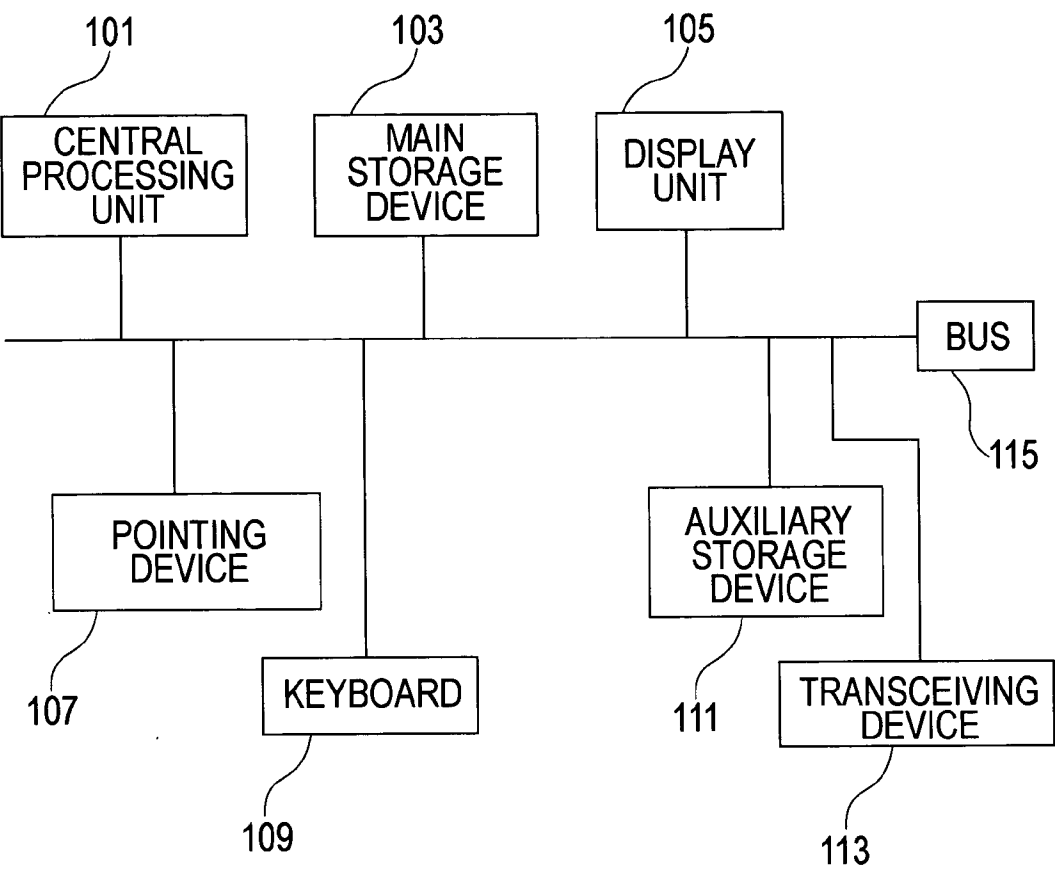 101
103
105
CENTRAL
PROCESSING
UNIT
MAIN
STORAGE
DEVICE
DISPLAY
UNIT
BUS
115
POINTING
DEVICE
AUXILIARY
STORAGE
DEVICE
107
KEYBOARD
111
TRANSCEIVING
DEVICE
109
113